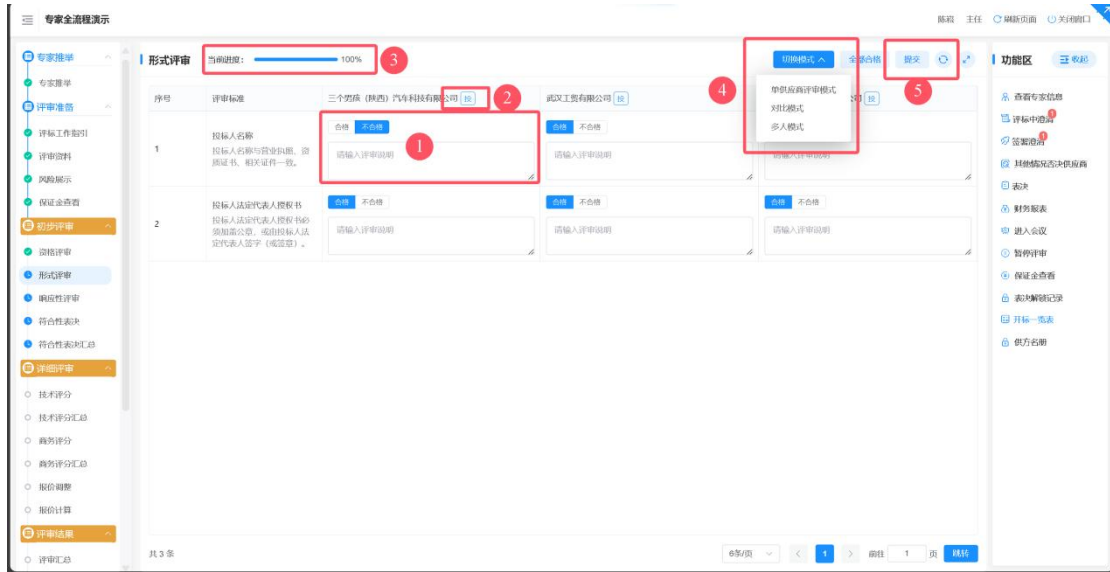 专家全流程演示
陈箱 主任 刷新页面 关闭窗口
专家推举
专家推举
评审准备
评标工作指引
评审资料
风险展示
保证金查看
初步评审
资格评审
形式评审
响应性评审
符合性表决
符合性表决汇总
详细评审
技术评分
技术评分汇总
商务评分
商务评分汇总
报价调整
报价计算
评审结果
评审汇总
形式评审 当前进度： 100% 3
切换模式 全部合格 提交
4 5
单供应商评审模式
对比模式
多人模式
序号 评审标准 三个男孩（陕西）汽车科技有限公司 投 2 武汉工贸有限公司 投 公司 投
1 投标人名称
投标人名称与营业执照、资
质证书、相关证件一致。
合格 不合格 合格 不合格
请输入评审说明 1 请输入评审说明 请输入评审说明
2 投标人法定代表人授权书
投标人法定代表人授权书必
须加盖公章，或由投标人法
定代表人签字（或签章）。
合格 不合格 合格 不合格 合格 不合格
请输入评审说明 请输入评审说明 请输入评审说明
共 3 条 6条/页 1 前往 1 页 跳转
功能区 收起
查看专家信息
评标中澄清 1
签署澄清 1
其他情况否决供应商
表决
财务报表
进入会议
暂停评审
保证金查看
表决解锁记录
开标一览表
供方名册